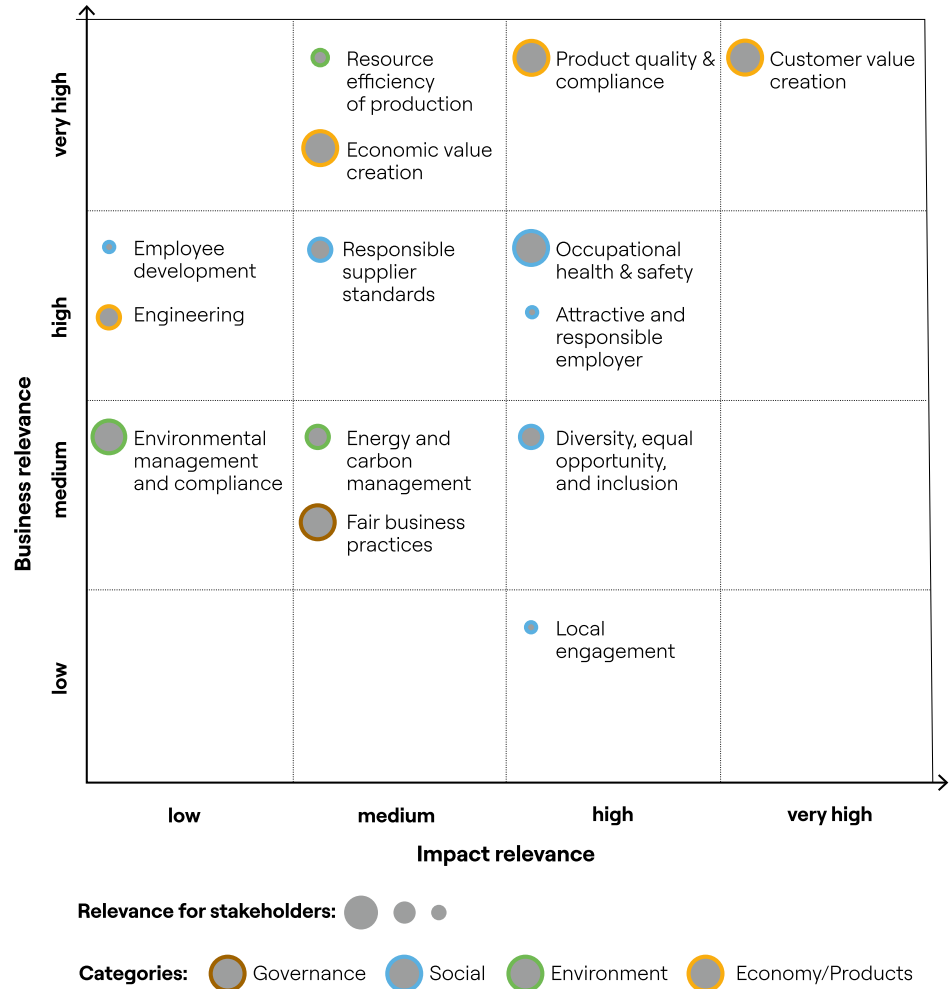 very high
Resource
efficiency
of production
Economic value
creation
Product quality &
compliance
Customer value
creation
high
Employee
development
Engineering
Responsible
supplier
standards
Occupational
health & safety
Attractive and
responsible
employer
Business relevance
medium
Environmental
management
and compliance
Energy and
carbon
management
Fair business
practices
Diversity, equal
opportunity,
and inclusion
low
Local
engagement
low
medium
high
very high
Impact relevance
Relevance for stakeholders:
Categories: Governance Social Environment Economy/Products